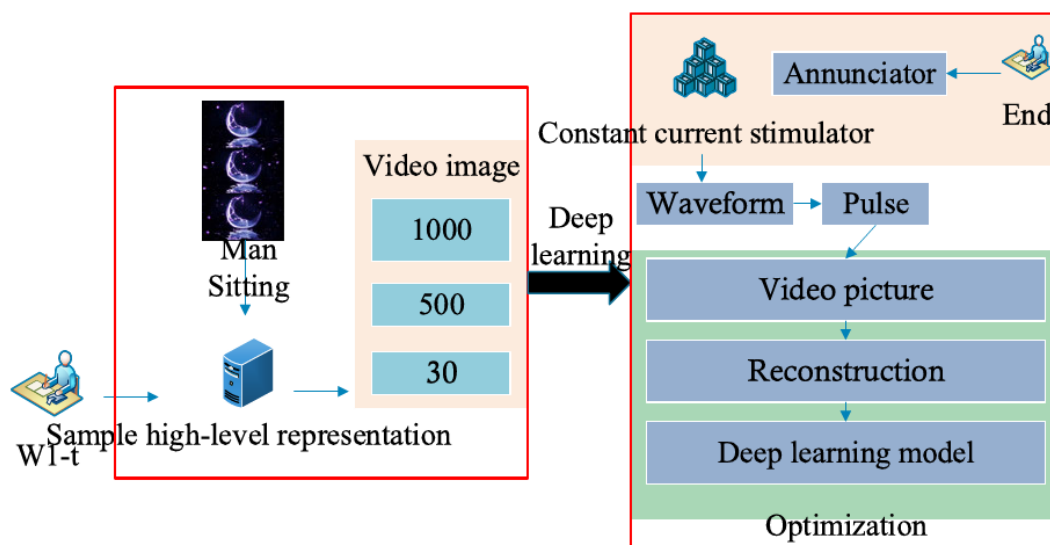 Man
Sitting
W1-t
Sample high-level representation
Video image
1000
500
30
Deep
learning
Annunciator
End
Constant current stimulator
Waveform
Pulse
Video picture
Reconstruction
Deep learning model
Optimization